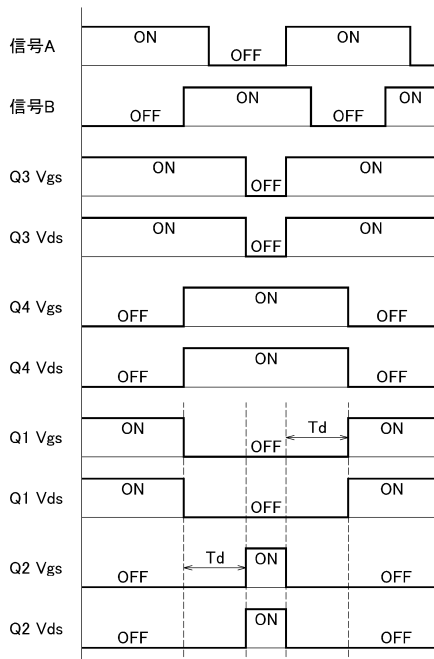 信号A ON OFF ON
信号B OFF ON OFF ON
Q3 Vgs ON OFF ON
Q3 Vds ON OFF ON
Q4 Vgs OFF ON OFF
Q4 Vds OFF ON OFF
Q1 Vgs ON OFF Td ON
Q1 Vds ON OFF ON
Q2 Vgs OFF Td ON OFF
Q2 Vds OFF ON OFF